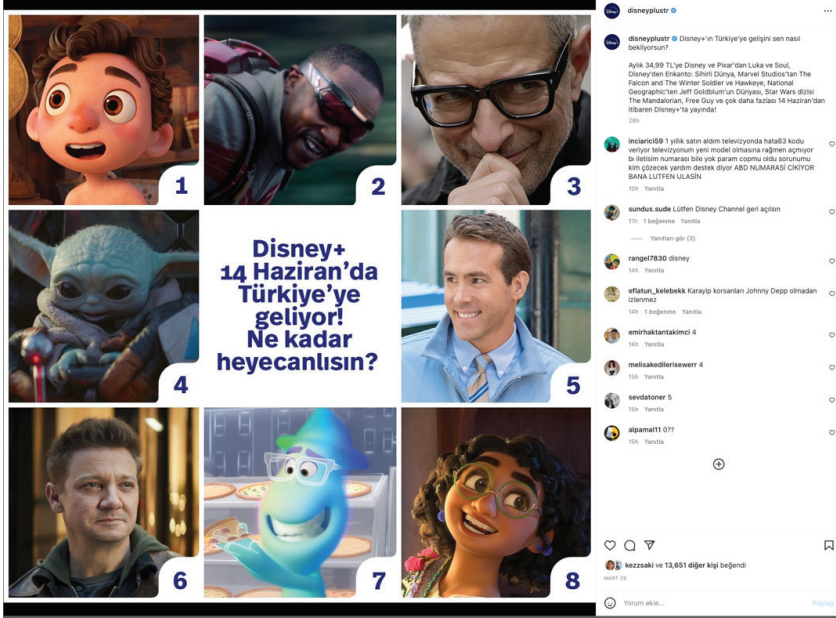 1
2
3
4
Disney+
14 Haziran'da
Türkiye'ye
geliyor!
Ne kadar
heyecanlısın?
5
6
7
8
disneyplustr
disneyplustr Disney+'ın Türkiye'ye gelişini sen nasıl
bekliyorsun?
Aylık 34,99 TL'ye Disney ve Pixar'dan Luka ve Soul,
Disney'den Enkanto: Sihirli Dünya, Marvel Studios'tan The
Falcon and The Winter Soldier ve Hawkeye, National
Geographic'ten Jeff Goldblum'un Dünyası, Star Wars dizisi
The Mandalorian, Free Guy ve çok daha fazlası 14 Haziran'dan
itibaren Disney+'ta yayında!
28h
inciarici59 1 yıllık satın aldım televizyonda hata83 kodu
veriyor televizyonum yeni model olmasına rağmen açmıyor
bı iletisim numarası bile yok param copmu oldu sorunumu
kim çözecek yardım destek diyor ABD NUMARASİ CİKİYOR
BANA LUTFEN ULASİN
10h Yanıtla
sundus.sude Lütfen Disney Channel geri açılsın
11h 1 beğenme Yanıtla
Yanıtları gör (2)
rangel7830 disney
14h Yanıtla
eflatun_kelebekk Karayip korsanları Johnny Depp olmadan
izlenmez
14h 1 beğenme Yanıtla
emirhaktantakimci 4
14h Yanıtla
melisakedilerisewerr 4
15h Yanıtla
sevdatoner 5
15h Yanıtla
alpamal11 0??
15h Yanıtla
kezzsaki ve 13,651 diğer kişi beğendi
MART 29
Yorum ekle...
Paylaş